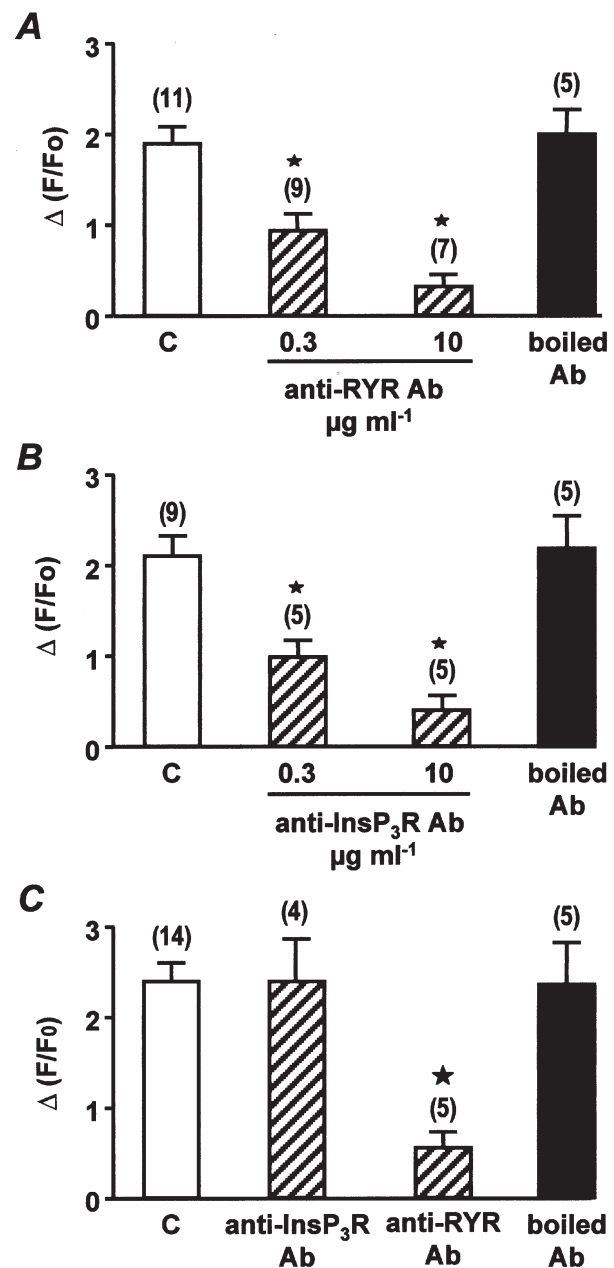 A
3
2
1
0
Δ (F/Fo)
(11)
★
(9)
★
(7)
(5)
C
0.3
10
boiled
Ab
anti-RYR Ab
µg ml-1
B
3
2
1
0
Δ (F/Fo)
(9)
★
(5)
★
(5)
(5)
C
0.3
10
boiled
Ab
anti-InsP3R Ab
µg ml-1
C
3
2
1
0
Δ (F/F0)
(14)
(4)
★
(5)
(5)
C
anti-InsP3R
Ab
anti-RYR
Ab
boiled
Ab